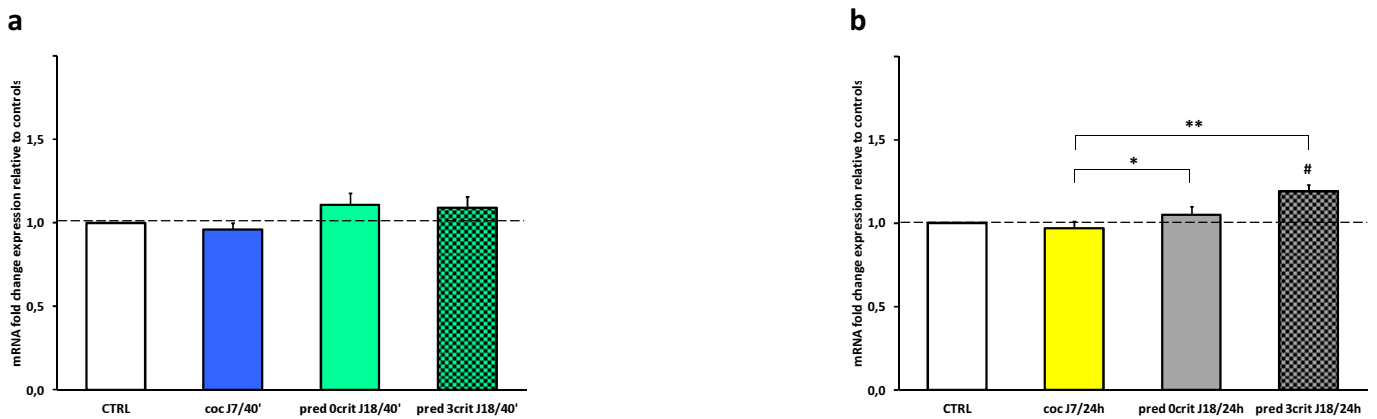 a
mRNA fold change expression relative to controls
1,5
1,0
0,5
0,0
CTRL
coc J7/40'
pred 0crit J18/40'
pred 3crit J18/40'
b
mRNA fold change expression relative to controls
1,5
1,0
0,5
0,0
**
*
#
CTRL
coc J7/24h
pred 0crit J18/24h
pred 3crit J18/24h